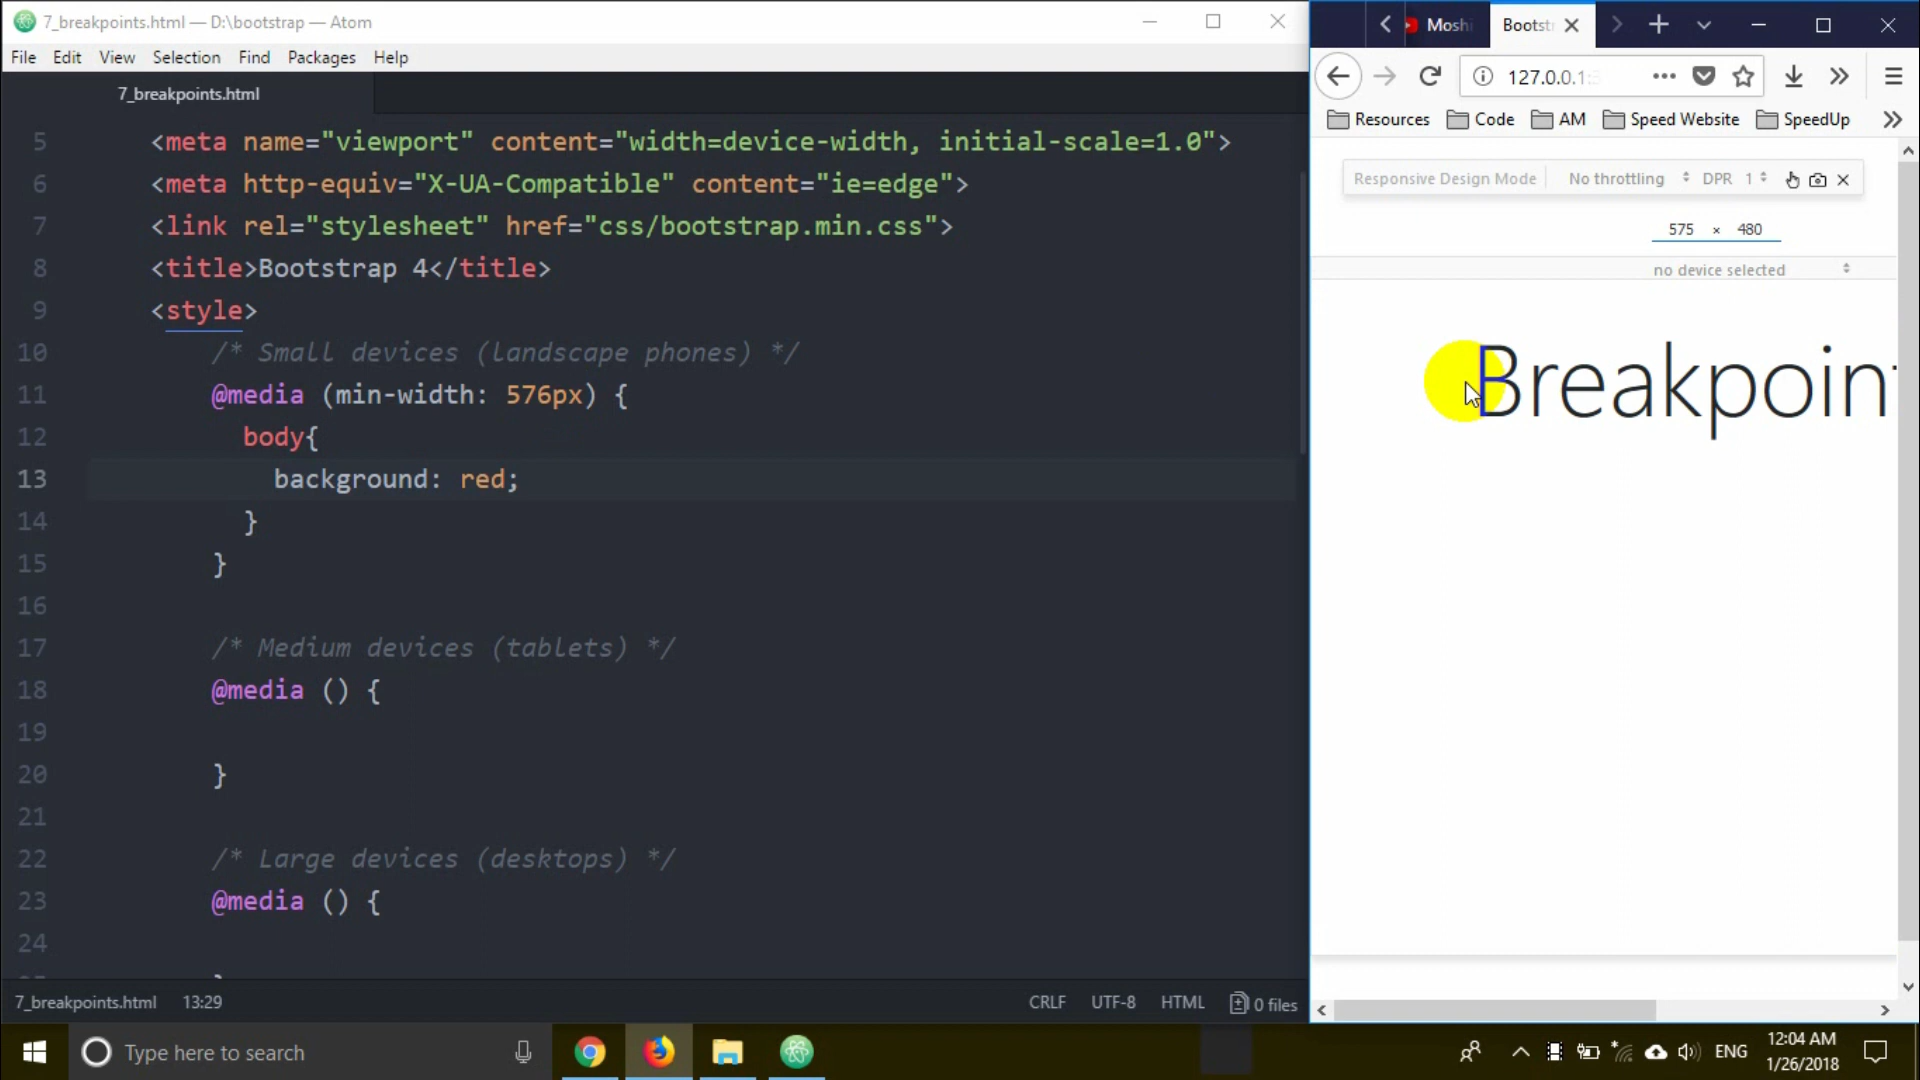 7_breakpoints.html — D:\bootstrap — Atom
File Edit View Selection Find Packages Help
7_breakpoints.html
5 <meta name="viewport" content="width=device-width, initial-scale=1.0">
6 <meta http-equiv="X-UA-Compatible" content="ie=edge">
7 <link rel="stylesheet" href="css/bootstrap.min.css">
8 <title>Bootstrap 4</title>
9 <style>
10 /* Small devices (landscape phones) */
11 @media (min-width: 576px) {
12 body{
13 background: red;
14 }
15 }
16
17 /* Medium devices (tablets) */
18 @media () {
19
20 }
21
22 /* Large devices (desktops) */
23 @media () {
24
7_breakpoints.html 13:29 CRLF UTF-8 HTML 0 files
Moshi Bootst
127.0.0.1:
Resources Code AM Speed Website SpeedUp
Responsive Design Mode No throttling DPR 1
575 × 480
no device selected
Breakpoint
Type here to search
ENG
12:04 AM
1/26/2018